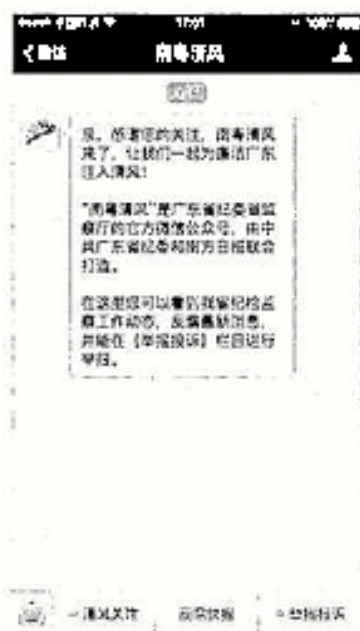 微信
南粤清风
亲，感谢您的关注，南粤清风
来了，让我们一起为廉洁广东
注入清风！
“南粤清风”是广东省纪委省监
察厅的官方微信公众号，由中
共广东省纪委和南方日报联合
打造。
在这里您可以看到我省纪检监
察工作动态，反腐最新消息，
并能在【举报投诉】栏目进行
举报。
清风关注
反腐快报
举报投诉